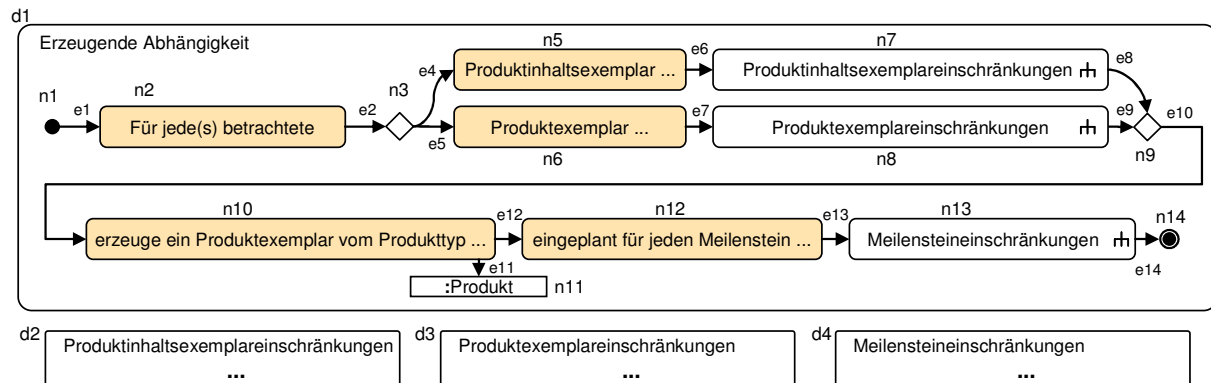 d1
Erzeugende Abhängigkeit
n5
n7
e6
e8
n3
e4
Produktinhaltsexemplar ...
Produktinhaltsexemplareinschränkungen
n1
n2
e1
Für jede(s) betrachtete
e2
e5
Produktexemplar ...
e7
Produktexemplareinschränkungen
e9
e10
n6
n8
n9
n10
n12
n13
n14
erzeuge ein Produktexemplar vom Produkttyp ...
e12
eingeplant für jeden Meilenstein ...
e13
Meilensteineinschränkungen
e14
e11
:Produkt
n11
d2
Produktinhaltsexemplareinschränkungen
...
d3
Produktexemplareinschränkungen
...
d4
Meilensteineinschränkungen
...